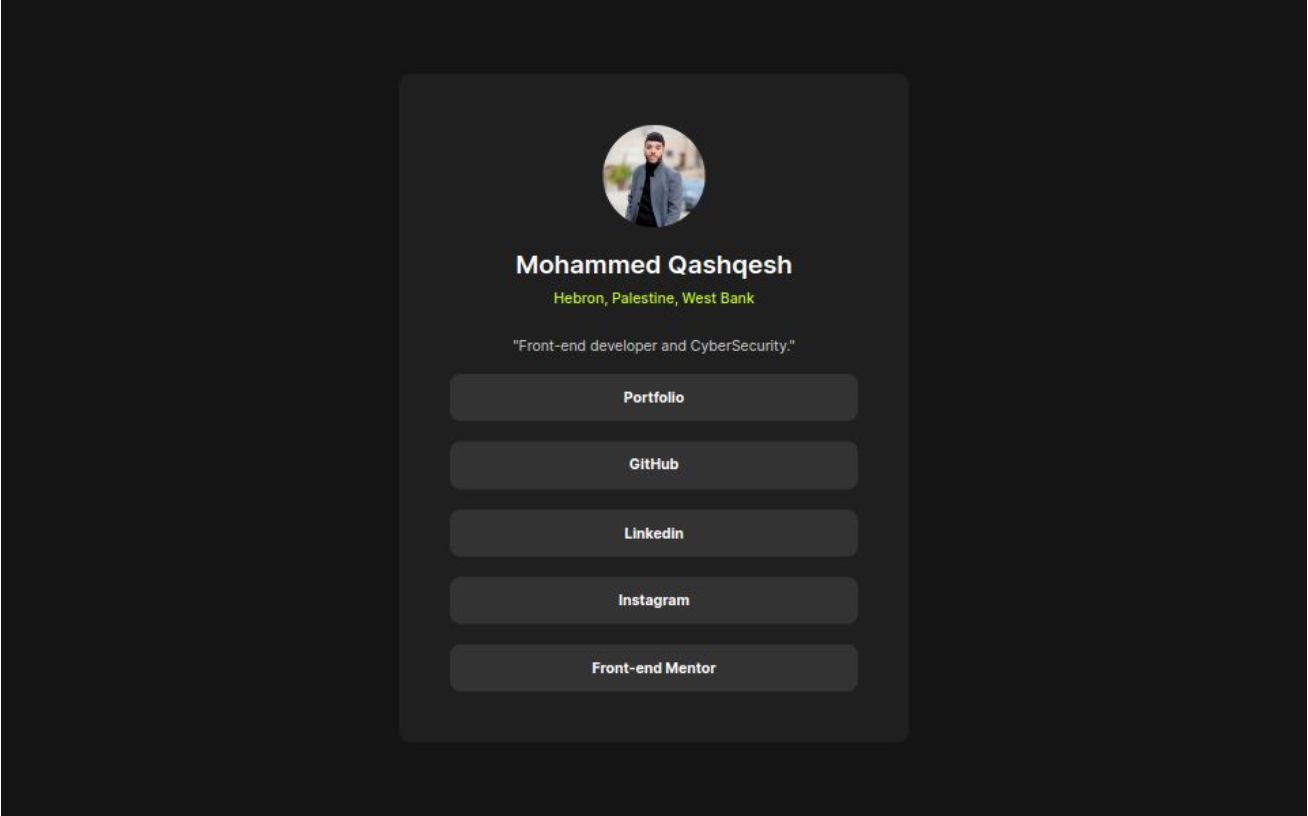 Mohammed Qashqesh
Hebron, Palestine, West Bank
"Front-end developer and CyberSecurity."
Portfolio
GitHub
Linkedin
Instagram
Front-end Mentor